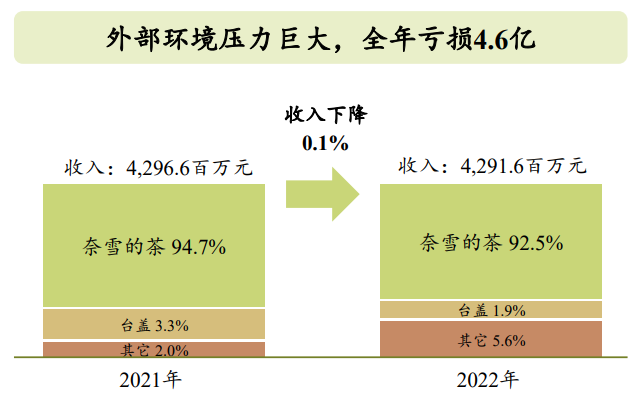 外部环境压力巨大，全年亏损4.6亿
收入下降
0.1%
收入：4,296.6百万元
收入：4,291.6百万元
奈雪的茶 94.7%
奈雪的茶 92.5%
台盖 3.3%
台盖 1.9%
其它 2.0%
其它 5.6%
2021年
2022年